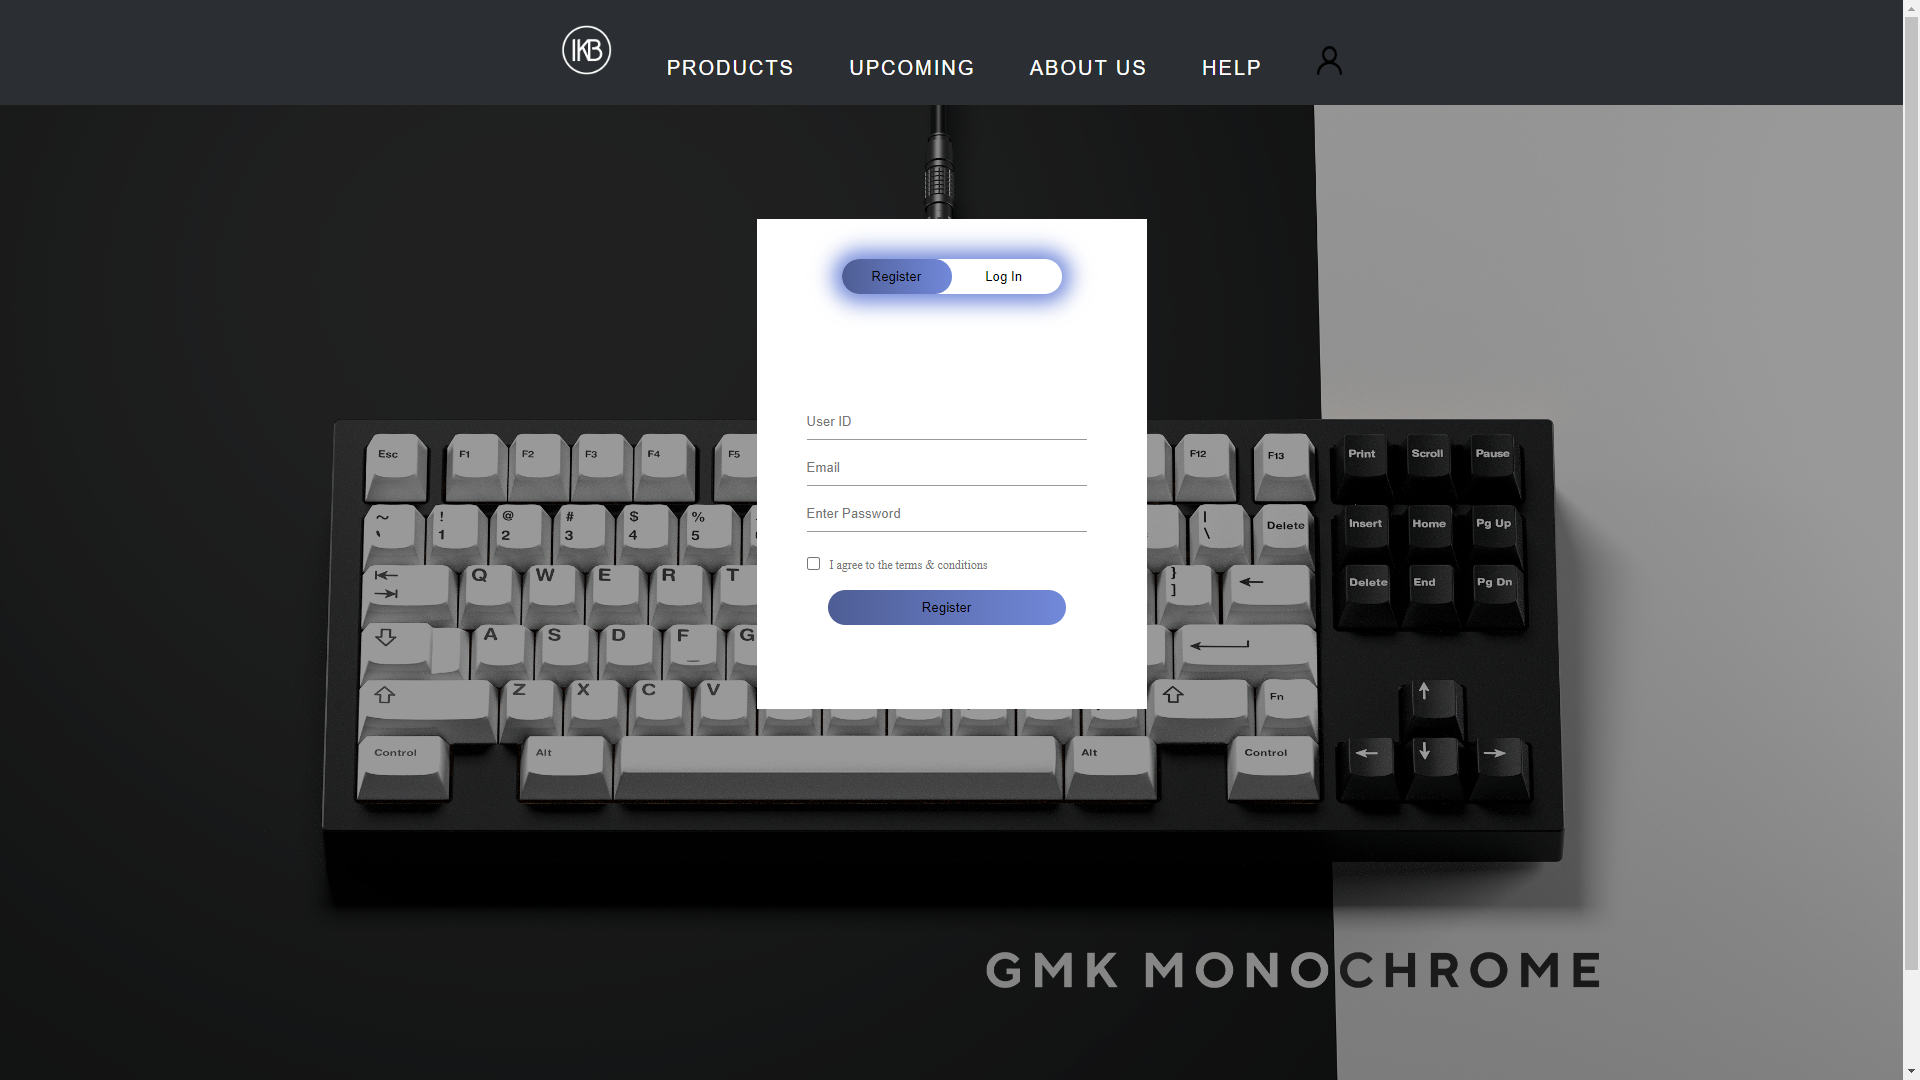 IKB
PRODUCTS
UPCOMING
ABOUT US
HELP
Register
Log In
User ID
Email
Enter Password
I agree to the terms & conditions
Register
Esc F1 F2 F3 F4 F5 F12 F13 Print Scroll Pause
~ ! @ # $ % |
` 1 2 3 4 5 \ Delete Insert Home Pg Up
Q W E R T } ] Delete End Pg Dn
A S D F G
Z X C V Fn
Control Alt Alt Control
GMK MONOCHROME